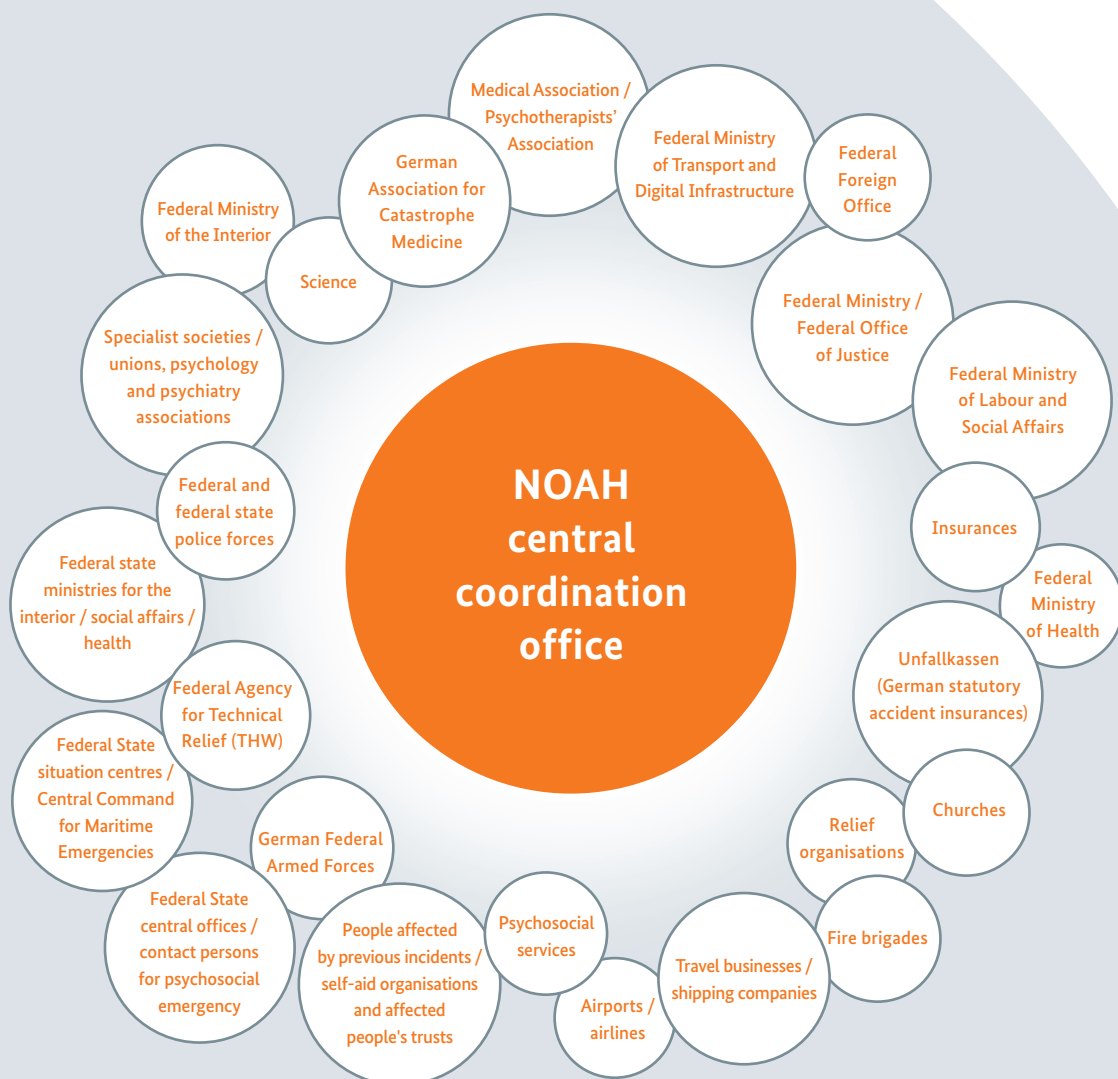 Medical Association /
Psychotherapists’
Association
Federal Ministry
of Transport and
Digital Infrastructure
Federal
Foreign
Office
Federal Ministry /
Federal Office
of Justice
Federal Ministry
of Labour and
Social Affairs
Insurances
Federal
Ministry
of Health
Unfallkassen
(German statutory
accident insurances)
Churches
Relief
organisations
Fire brigades
Travel businesses /
shipping companies
Airports /
airlines
Psychosocial
services
People affected
by previous incidents /
self-aid organisations
and affected
people's trusts
German Federal
Armed Forces
Federal State
central offices /
contact persons
for psychosocial
emergency
Federal State
situation centres /
Central Command
for Maritime
Emergencies
Federal Agency
for Technical
Relief (THW)
Federal state
ministries for the
interior / social affairs /
health
Federal and
federal state
police forces
Specialist societies /
unions, psychology
and psychiatry
associations
Science
Federal Ministry
of the Interior
German
Association for
Catastrophe
Medicine
NOAH
central
coordination
office